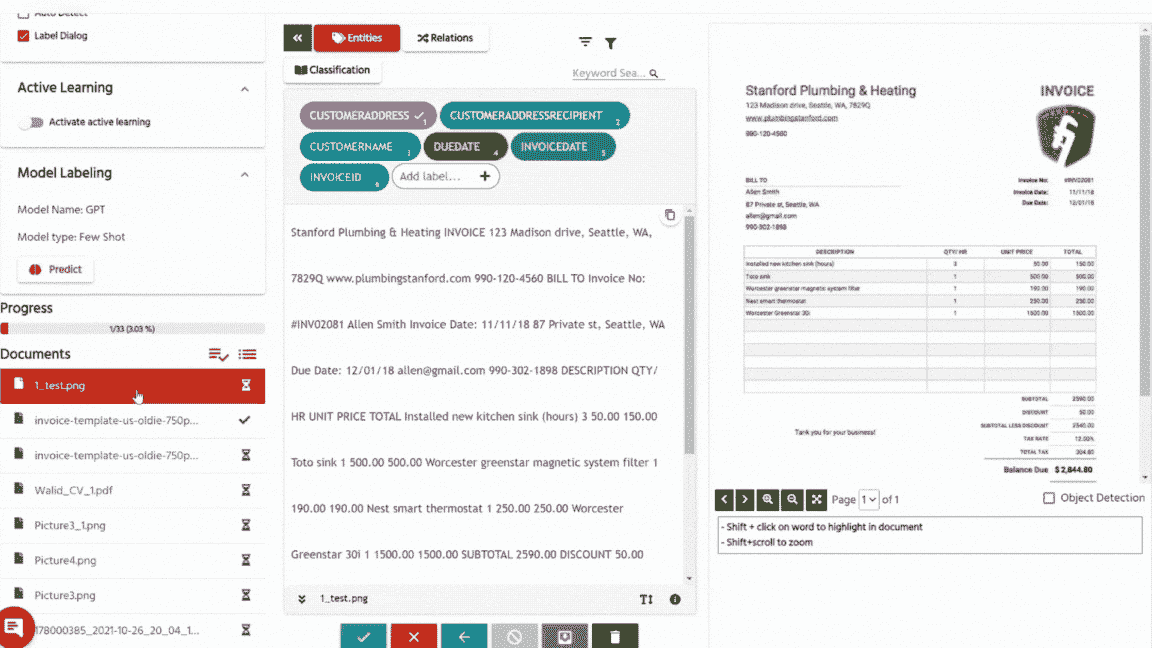 Auto Detect
Label Dialog
Active Learning
Activate active learning
Model Labeling
Model Name: GPT
Model type: Few Shot
Predict
Progress
1/33 (3.03 %)
Documents
1_test.png
invoice-template-us-oldie-750p...
invoice-template-us-oldie-750p...
Walid_CV_1.pdf
Picture3_1.png
Picture4.png
Picture3.png
178000385_2021-10-26_20_04_1...
Entities
Relations
Classification
Keyword Sea...
CUSTOMERADDRESS 1
CUSTOMERADDRESSRECIPIENT 2
CUSTOMERNAME 3
DUEDATE 4
INVOICEDATE 5
INVOICEID 6
Add label... +
Stanford Plumbing & Heating INVOICE 123 Madison drive, Seattle, WA,
7829Q www.plumbingstanford.com 990-120-4560 BILL TO Invoice No:
#INV02081 Allen Smith Invoice Date: 11/11/18 87 Private st, Seattle, WA
Due Date: 12/01/18 allen@gmail.com 990-302-1898 DESCRIPTION QTY/
HR UNIT PRICE TOTAL Installed new kitchen sink (hours) 3 50.00 150.00
Toto sink 1 500.00 500.00 Worcester greenstar magnetic system filter 1
190.00 190.00 Nest smart thermostat 1 250.00 250.00 Worcester
Greenstar 30i 1 1500.00 1500.00 SUBTOTAL 2590.00 DISCOUNT 50.00
1_test.png
Stanford Plumbing & Heating
INVOICE
123 Madison drive, Seattle, WA, 7829Q
www.plumbingstanford.com
990-120-4560
BILL TO
Invoice No: #INV02081
Allen Smith
Invoice Date: 11/11/18
87 Private st, Seattle, WA
Due Date: 12/01/18
allen@gmail.com
990-302-1898
DESCRIPTION QTY/ HR UNIT PRICE TOTAL
Installed new kitchen sink (hours) 3 50.00 150.00
Toto sink 1 500.00 500.00
Worcester greenstar magnetic system filter 1 190.00 190.00
Nest smart thermostat 1 250.00 250.00
Worcester Greenstar 30i 1 1500.00 1500.00
SUBTOTAL 2590.00
DISCOUNT 50.00
SUBTOTAL LESS DISCOUNT 2540.00
Tank you for your business!
TAX RATE 12.00%
TOTAL TAX 304.80
Balance Due $ 2,844.80
Page 1 of 1
Object Detection
- Shift + click on word to highlight in document
- Shift+scroll to zoom